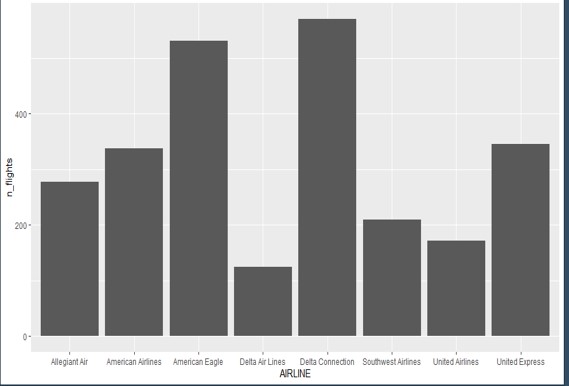 n_flights
400
200
0
Allegiant Air American Airlines American Eagle Delta Air Lines Delta Connection Southwest Airlines United Airlines United Express
AIRLINE